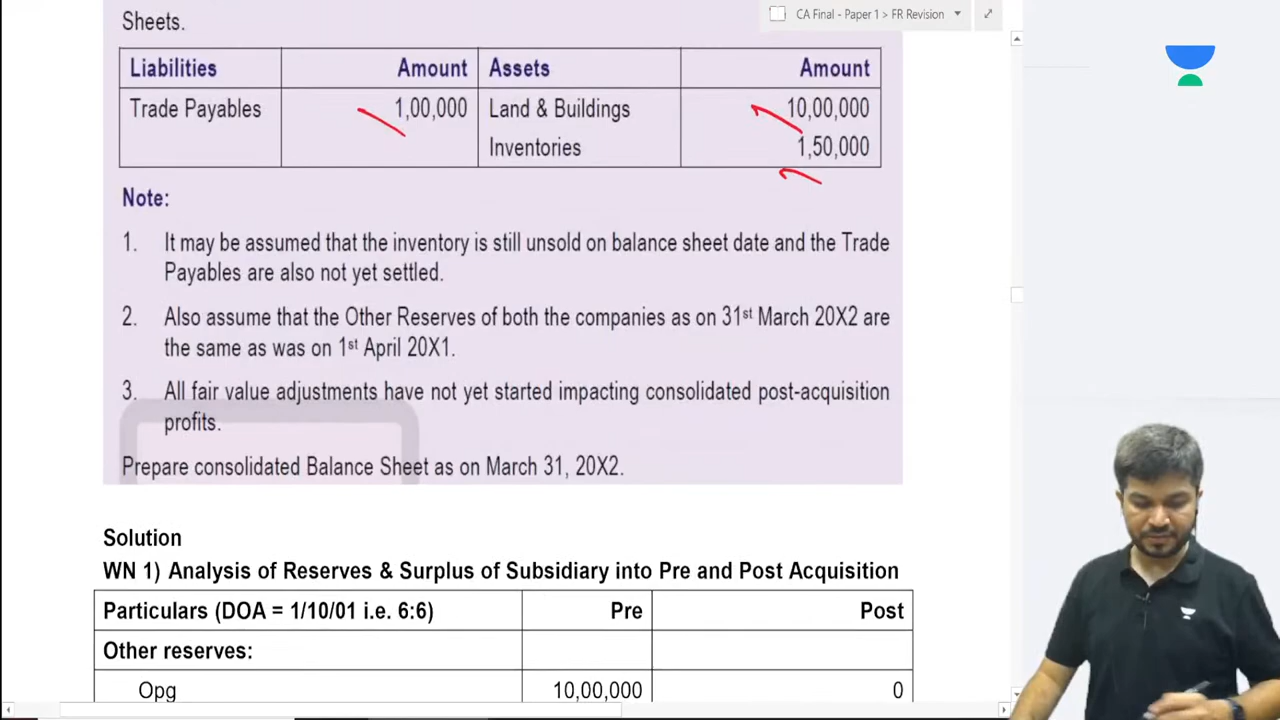 CA Final - Paper 1 > FR Revision
Sheets.
Liabilities Amount Assets Amount
Trade Payables 1,00,000 Land & Buildings 10,00,000
Inventories 1,50,000
Note:
1. It may be assumed that the inventory is still unsold on balance sheet date and the Trade
Payables are also not yet settled.
2. Also assume that the Other Reserves of both the companies as on 31st March 20X2 are
the same as was on 1st April 20X1.
3. All fair value adjustments have not yet started impacting consolidated post-acquisition
profits.
Prepare consolidated Balance Sheet as on March 31, 20X2.
Solution
WN 1) Analysis of Reserves & Surplus of Subsidiary into Pre and Post Acquisition
Particulars (DOA = 1/10/01 i.e. 6:6) Pre Post
Other reserves:
Opg 10,00,000 0